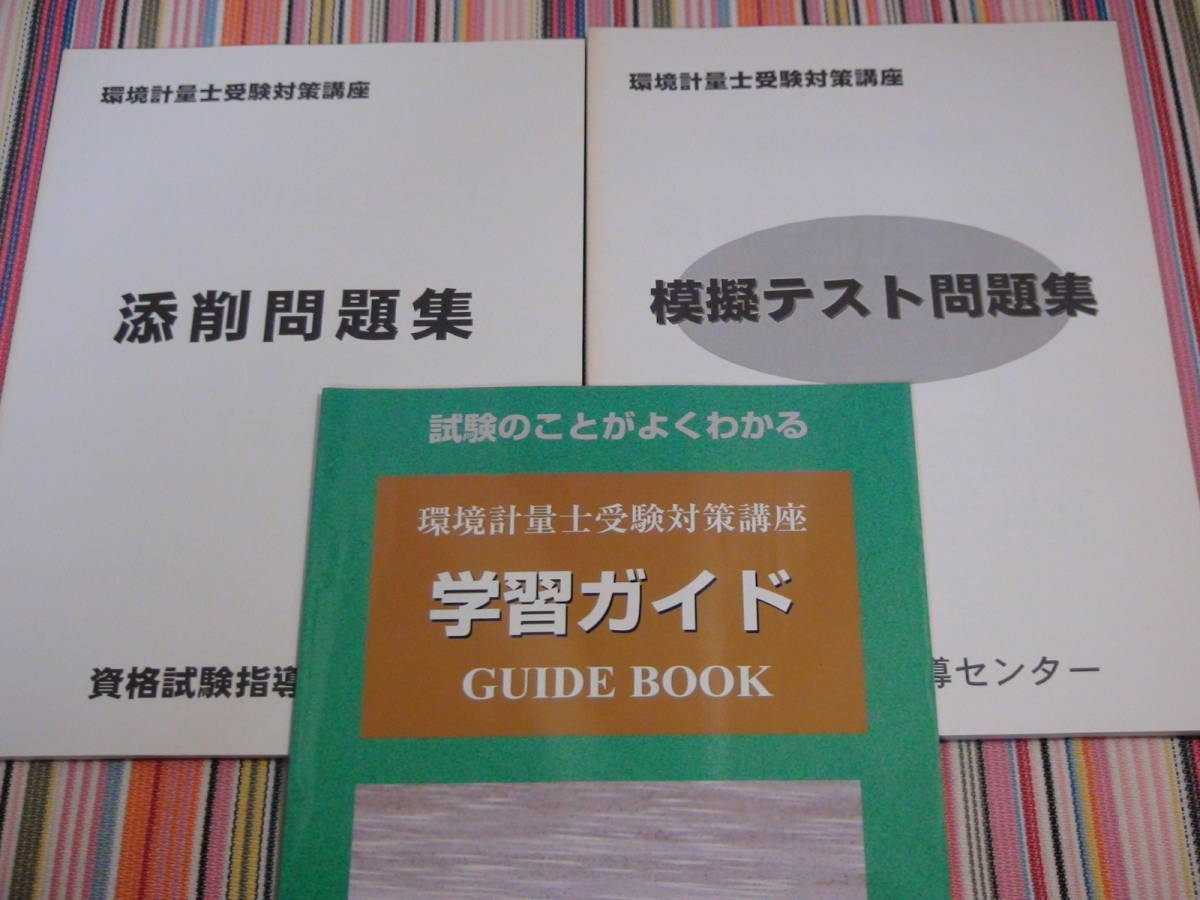 環境計量士受験対策講座
添削問題集
資格試験指導
環境計量士受験対策講座
模擬テスト問題集
導センター
試験のことがよくわかる
環境計量士受験対策講座
学習ガイド
GUIDE BOOK